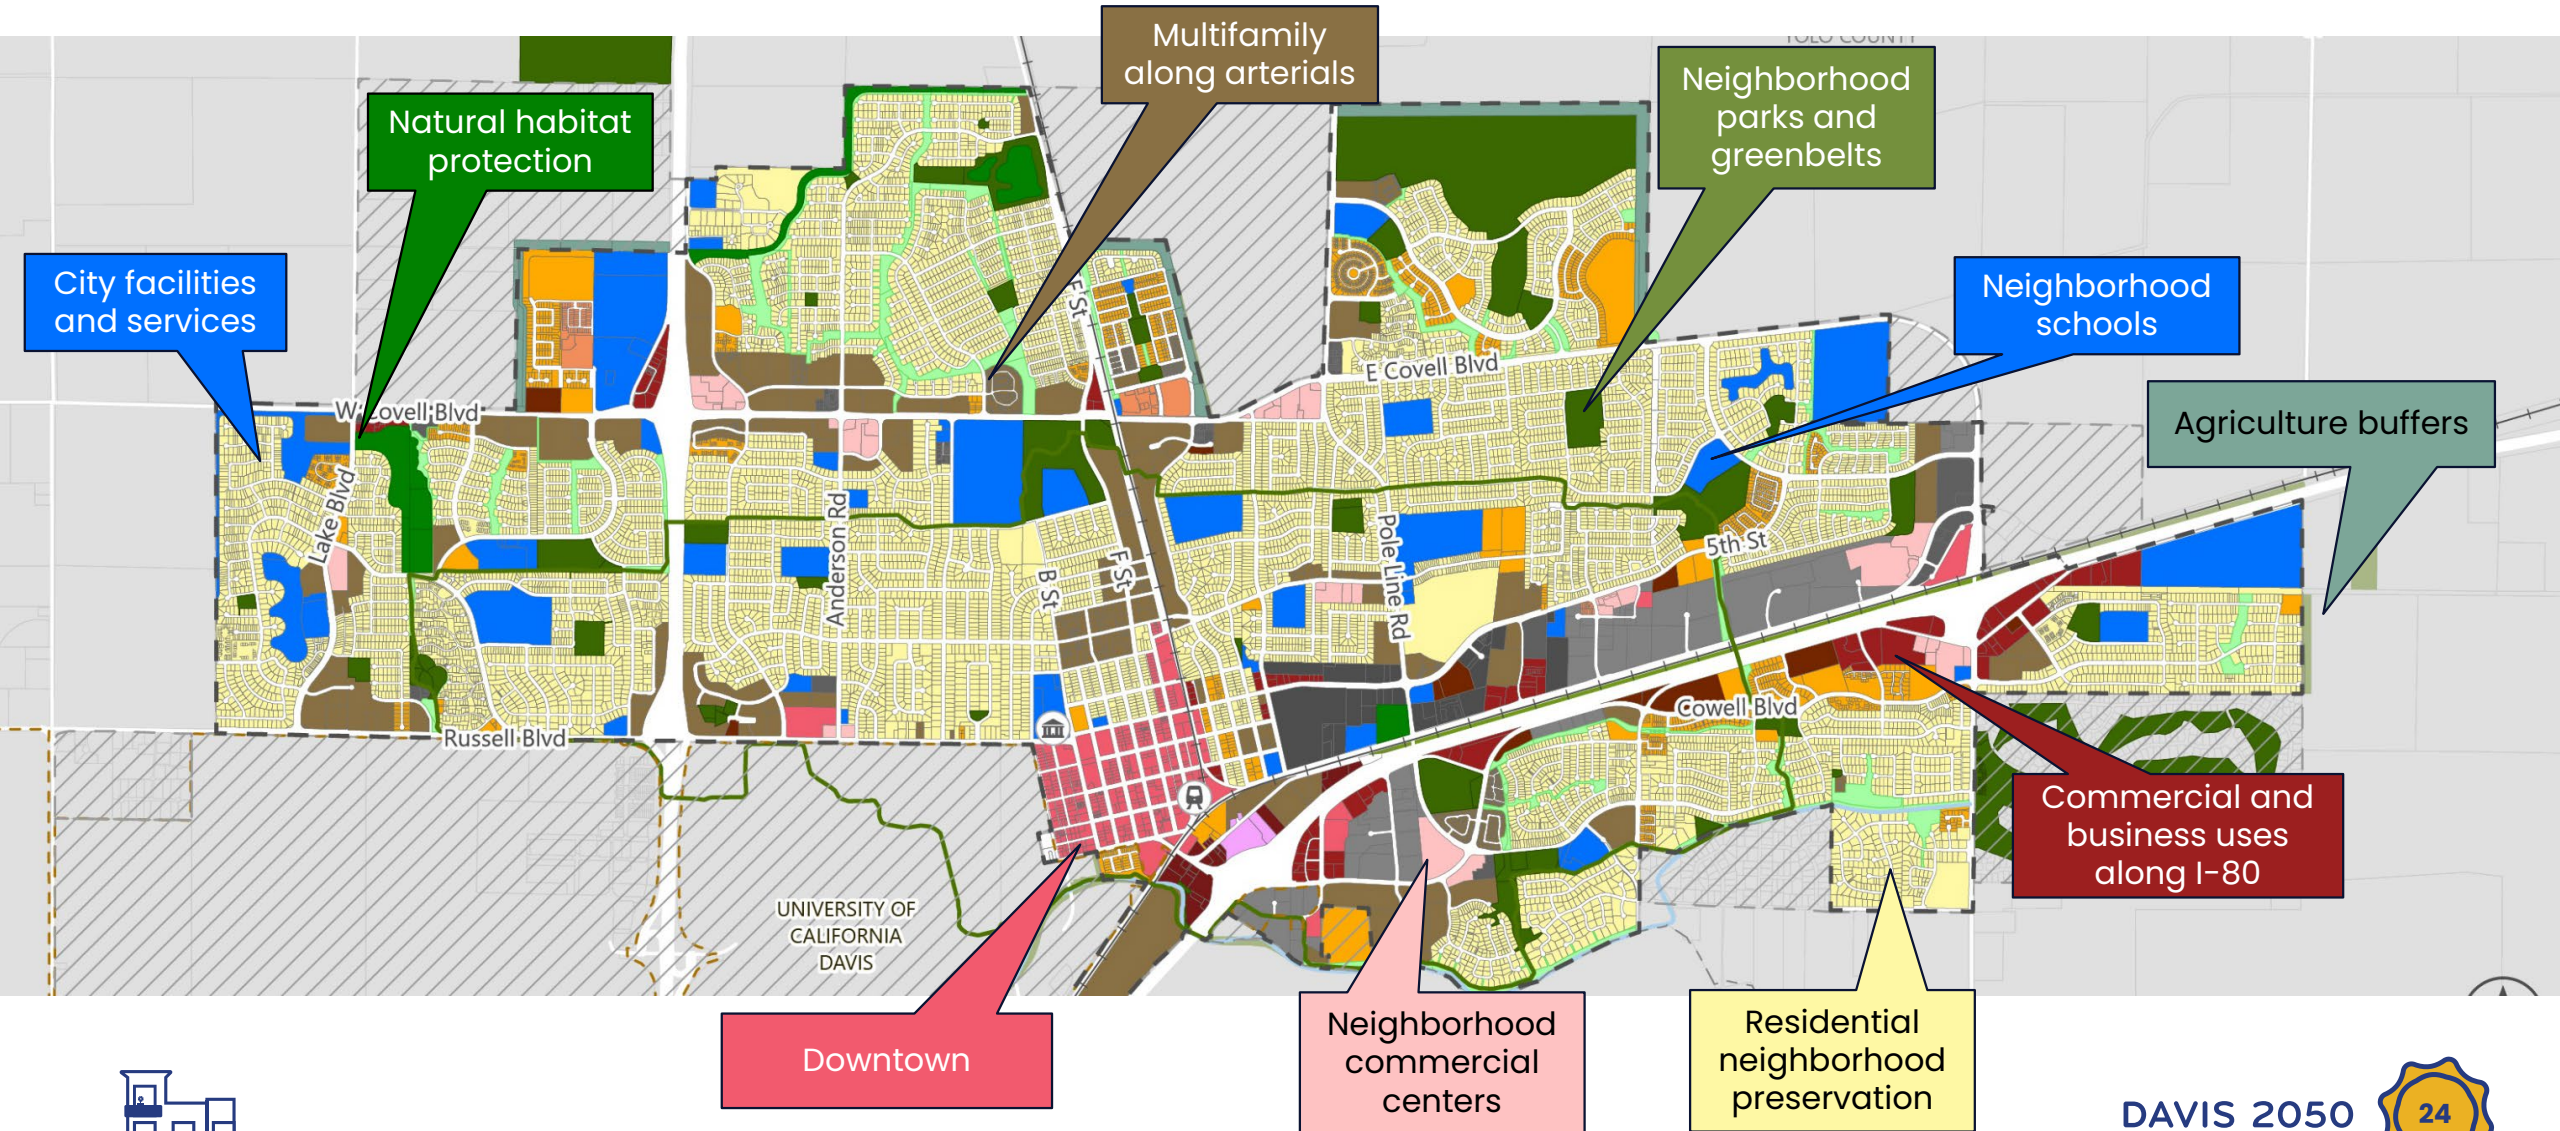 YOLO COUNTY
Multifamily
along arterials
Neighborhood
parks and
greenbelts
Natural habitat
protection
City facilities
and services
Neighborhood
schools
Agriculture buffers
F St
E Covell Blvd
W Covell Blvd
Lake Blvd
Anderson Rd
Pole Line Rd
5th St
F St
B St
Cowell Blvd
Russell Blvd
Commercial and
business uses
along I-80
UNIVERSITY OF
CALIFORNIA
DAVIS
Downtown
Neighborhood
commercial
centers
Residential
neighborhood
preservation
DAVIS 2050
24